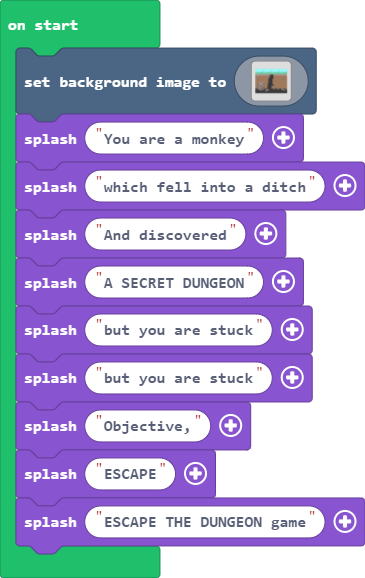 on start
set background image to
splash "You are a monkey"
splash "which fell into a ditch"
splash "And discovered"
splash "A SECRET DUNGEON"
splash "but you are stuck"
splash "but you are stuck"
splash "Objective,"
splash "ESCAPE"
splash "ESCAPE THE DUNGEON game"